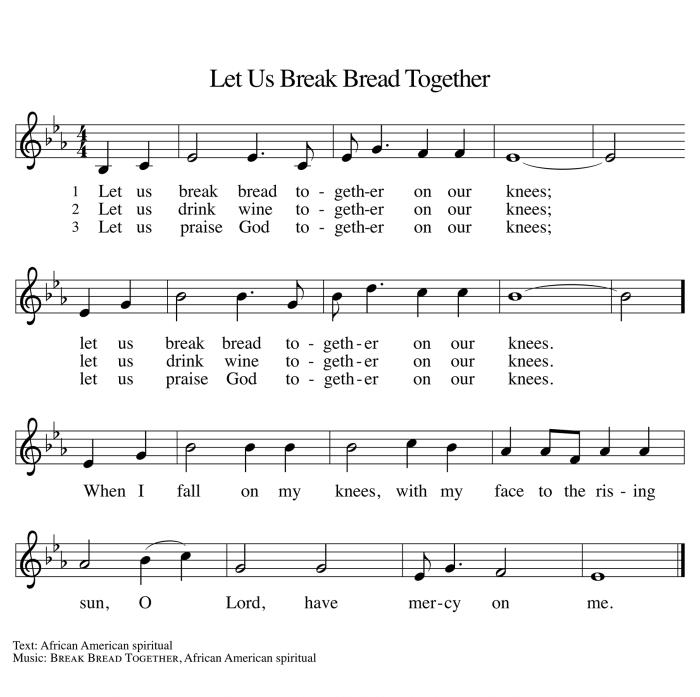 Let Us Break Bread Together
4
4
1 Let us break bread to - geth-er on our knees;
2 Let us drink wine to - geth-er on our knees;
3 Let us praise God to - geth-er on our knees;
let us break bread to - geth-er on our knees.
let us drink wine to - geth-er on our knees.
let us praise God to - geth-er on our knees.
When I fall on my knees, with my face to the ris - ing
sun, O Lord, have mer-cy on me.
Text: African American spiritual
Music: BREAK BREAD TOGETHER, African American spiritual